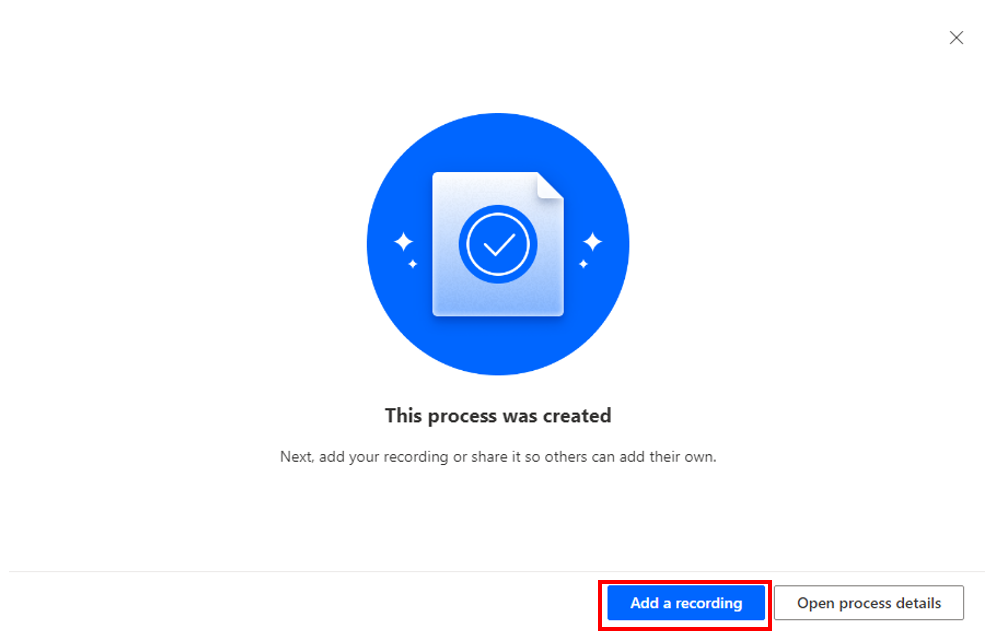 This process was created
Next, add your recording or share it so others can add their own.
Add a recording
Open process details